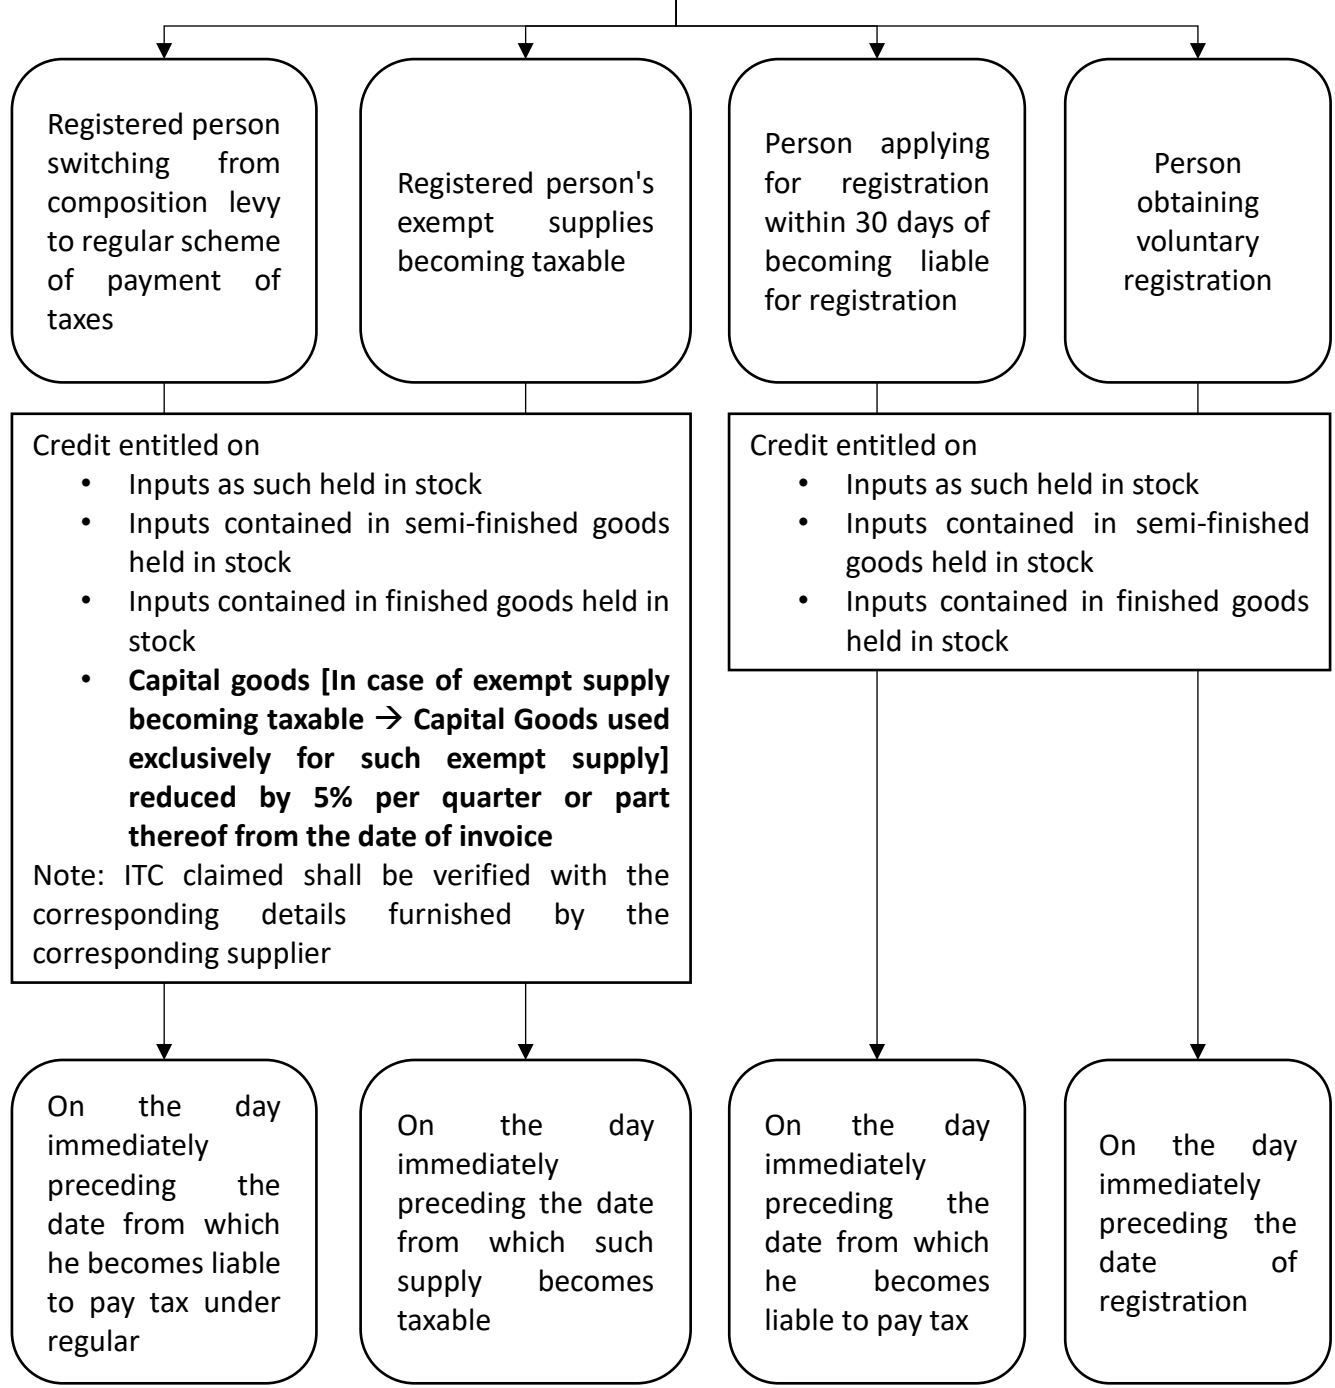 Registered person
switching from
composition levy
to regular scheme
of payment of
taxes
Registered person's
exempt supplies
becoming taxable
Person applying
for registration
within 30 days of
becoming liable
for registration
Person
obtaining
voluntary
registration
Credit entitled on
• Inputs as such held in stock
• Inputs contained in semi-finished goods
held in stock
• Inputs contained in finished goods held in
stock
• Capital goods [In case of exempt supply
becoming taxable → Capital Goods used
exclusively for such exempt supply]
reduced by 5% per quarter or part
thereof from the date of invoice
Note: ITC claimed shall be verified with the
corresponding details furnished by the
corresponding supplier
Credit entitled on
• Inputs as such held in stock
• Inputs contained in semi-finished
goods held in stock
• Inputs contained in finished goods
held in stock
On the day
immediately
preceding the
date from which
he becomes liable
to pay tax under
regular
On the day
immediately
preceding the date
from which such
supply becomes
taxable
On the day
immediately
preceding the
date from which
he becomes
liable to pay tax
On the day
immediately
preceding the
date of
registration